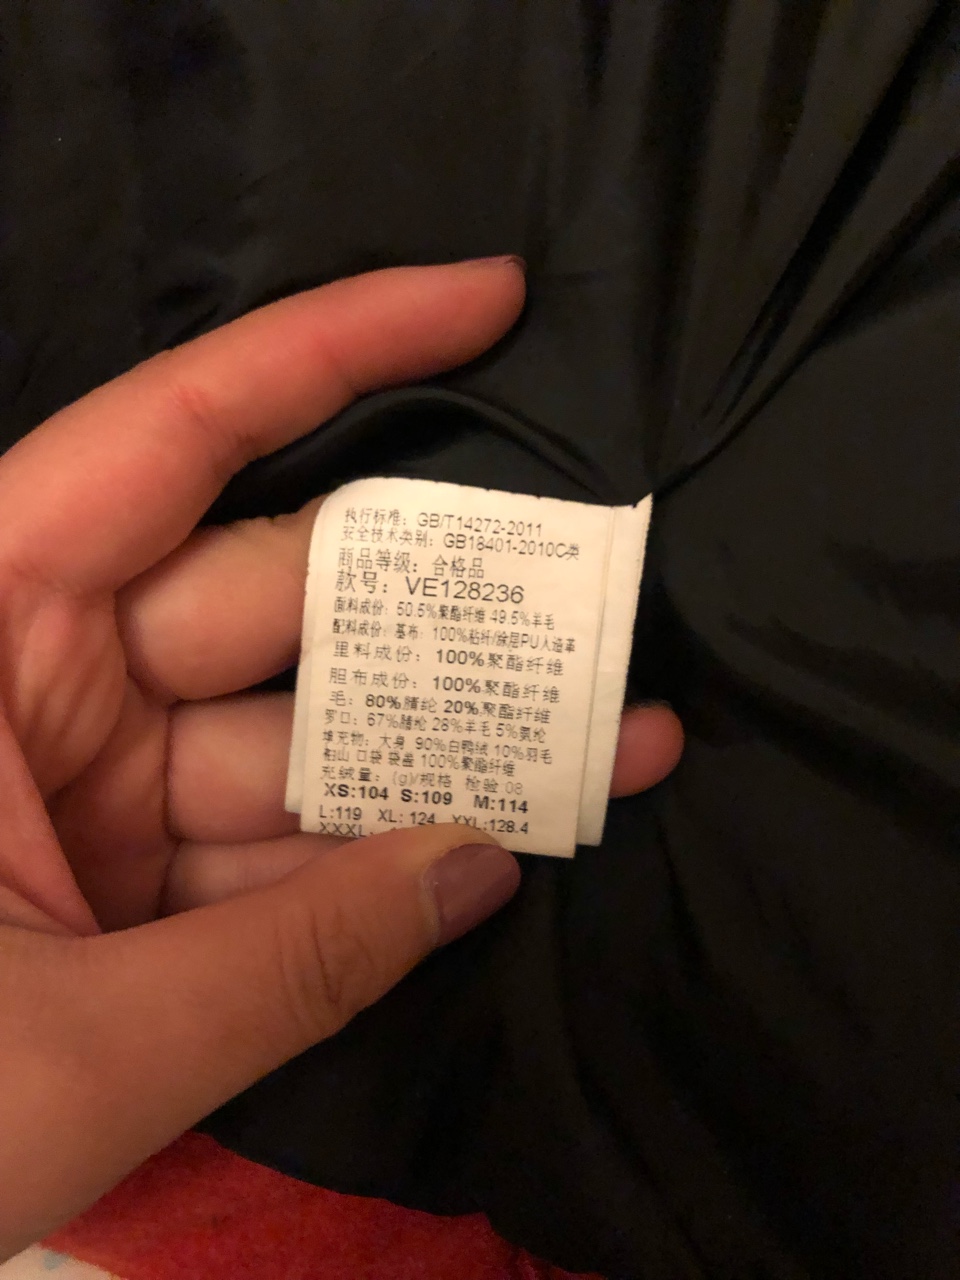 执行标准：GB/T14272-2011
安全技术类别：GB18401-2010C类
商品等级：合格品
款号：VE128236
面料成份：50.5%聚酯纤维 49.5%羊毛
配料成份：基布：100%粘纤/涂层PU人造革
里料成份：100%聚酯纤维
胆布成份：100%聚酯纤维
毛：80%腈纶 20%聚酯纤维
罗口：67%腈纶 28%羊毛 5%氨纶
填充物：大身 90%白鸭绒 10%羽毛
袖山 口袋 袋盖 100%聚酯纤维
充绒量：(g)/规格 检验 08
XS:104 S:109 M:114
L:119 XL: 124 XXL:128.4
XXXL: